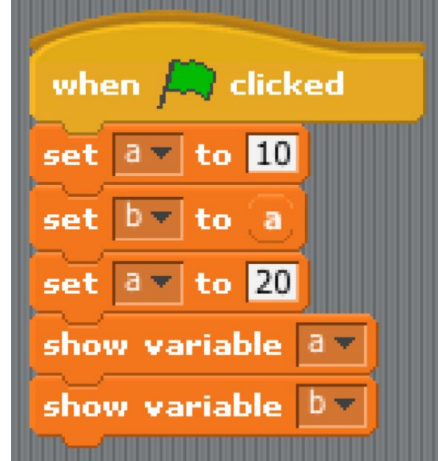 when clicked
set a to 10
set b to a
set a to 20
show variable a
show variable b